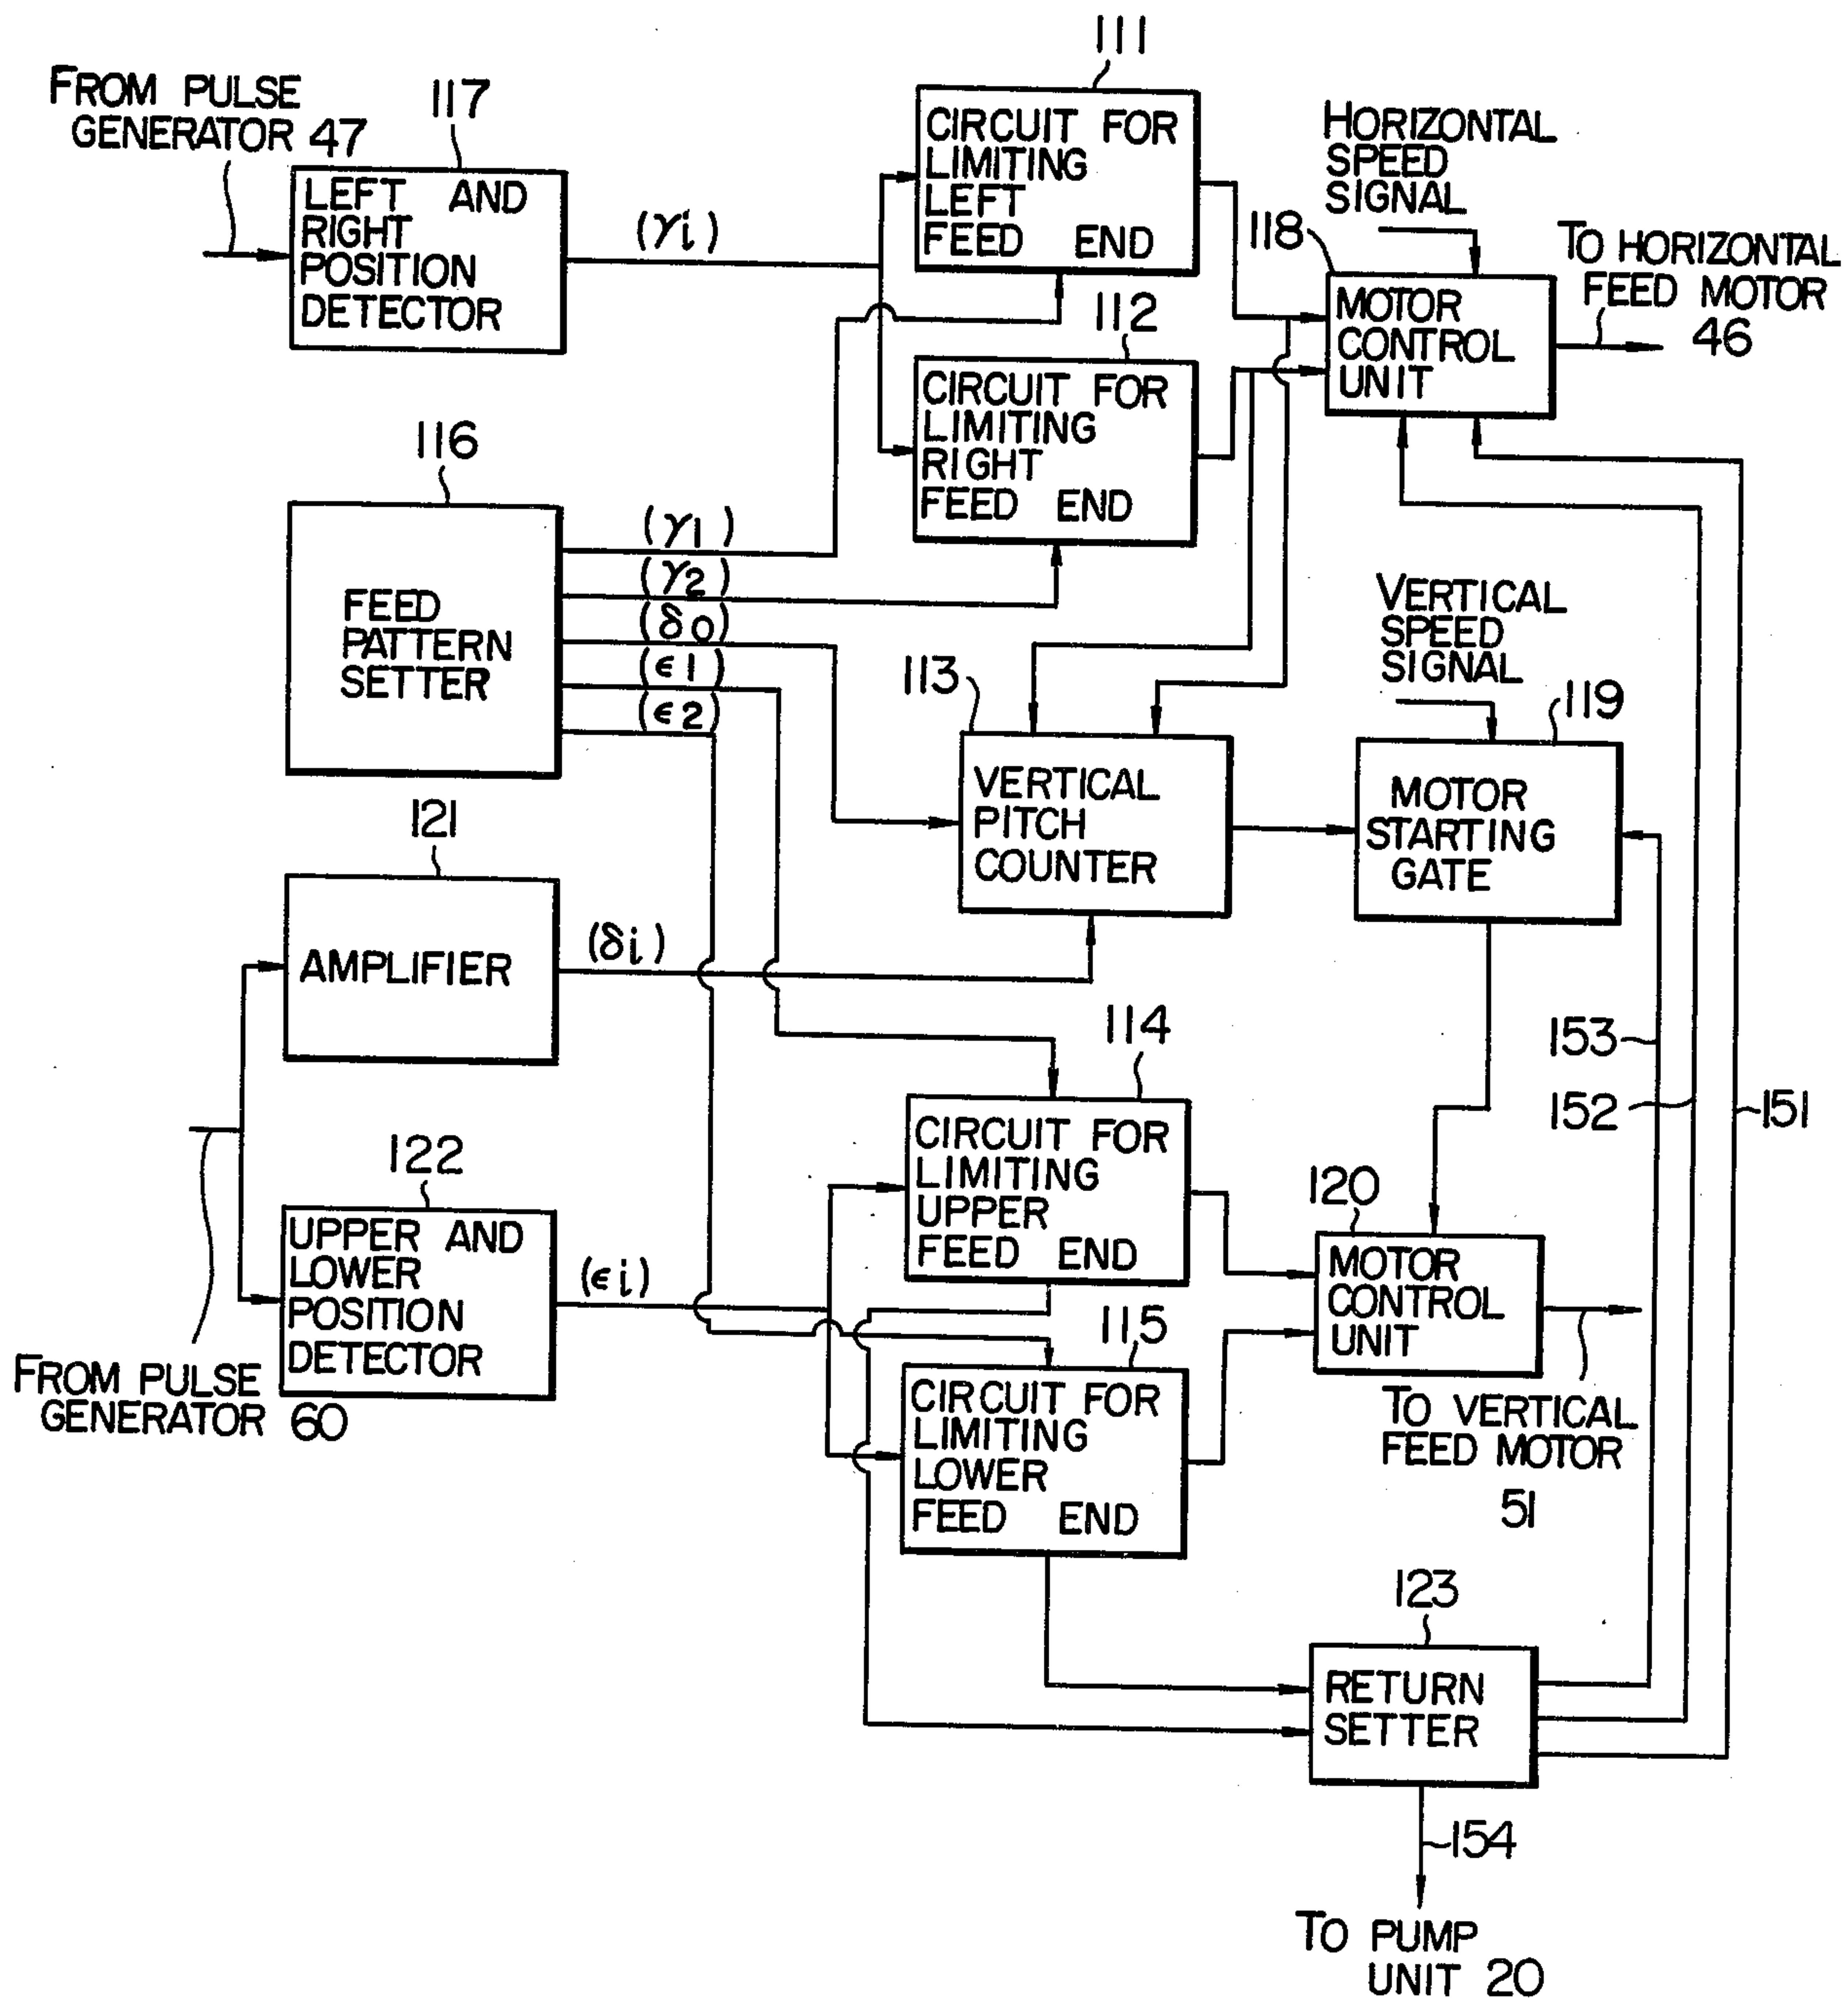 111
FROM PULSE
GENERATOR 47
117
LEFT AND
RIGHT
POSITION
DETECTOR
(γi)
CIRCUIT FOR
LIMITING
LEFT
FEED END
HORIZONTAL
SPEED
SIGNAL
118
MOTOR
CONTROL
UNIT
TO HORIZONTAL
FEED MOTOR
46
112
CIRCUIT FOR
LIMITING
RIGHT
FEED END
116
FEED
PATTERN
SETTER
(γ1)
(γ2)
(δ0)
(ϵ1)
(ϵ2)
113
VERTICAL
PITCH
COUNTER
VERTICAL
SPEED
SIGNAL
119
MOTOR
STARTING
GATE
121
AMPLIFIER
(δi)
114
CIRCUIT FOR
LIMITING
UPPER
FEED END
153
152
151
122
UPPER AND
LOWER
POSITION
DETECTOR
(ϵi)
FROM PULSE
GENERATOR 60
120
MOTOR
CONTROL
UNIT
TO VERTICAL
FEED MOTOR
51
115
CIRCUIT FOR
LIMITING
LOWER
FEED END
123
RETURN
SETTER
154
TO PUMP
UNIT 20